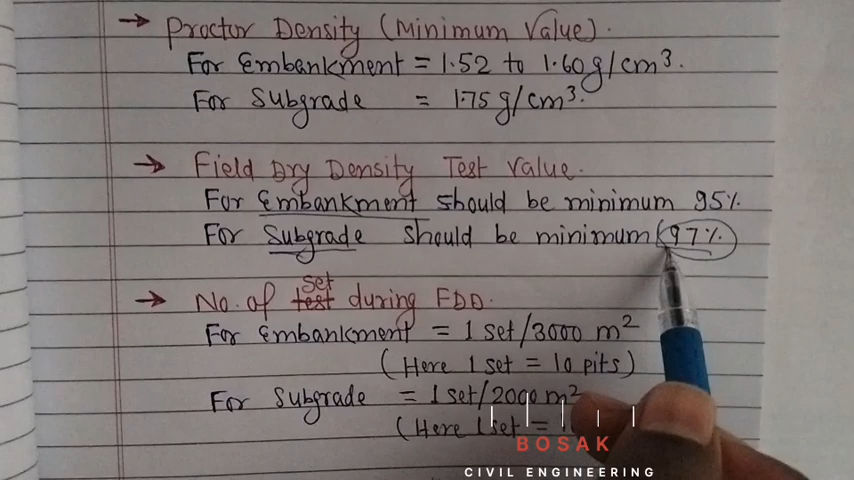 → Proctor Density (Minimum Value).
For Embankment = 1.52 to 1.60 g/cm³.
For Subgrade = 1.75 g/cm³.
→ Field Dry Density Test Value.
For Embankment should be minimum 95%.
For Subgrade should be minimum 97%.
set
→ No. of test during FDD.
For Embankment = 1 Set/3000 m²
(Here 1 set = 10 pits)
For Subgrade = 1 set/2000 m²
(Here 1 set =
BOSAK
CIVIL ENGINEERING